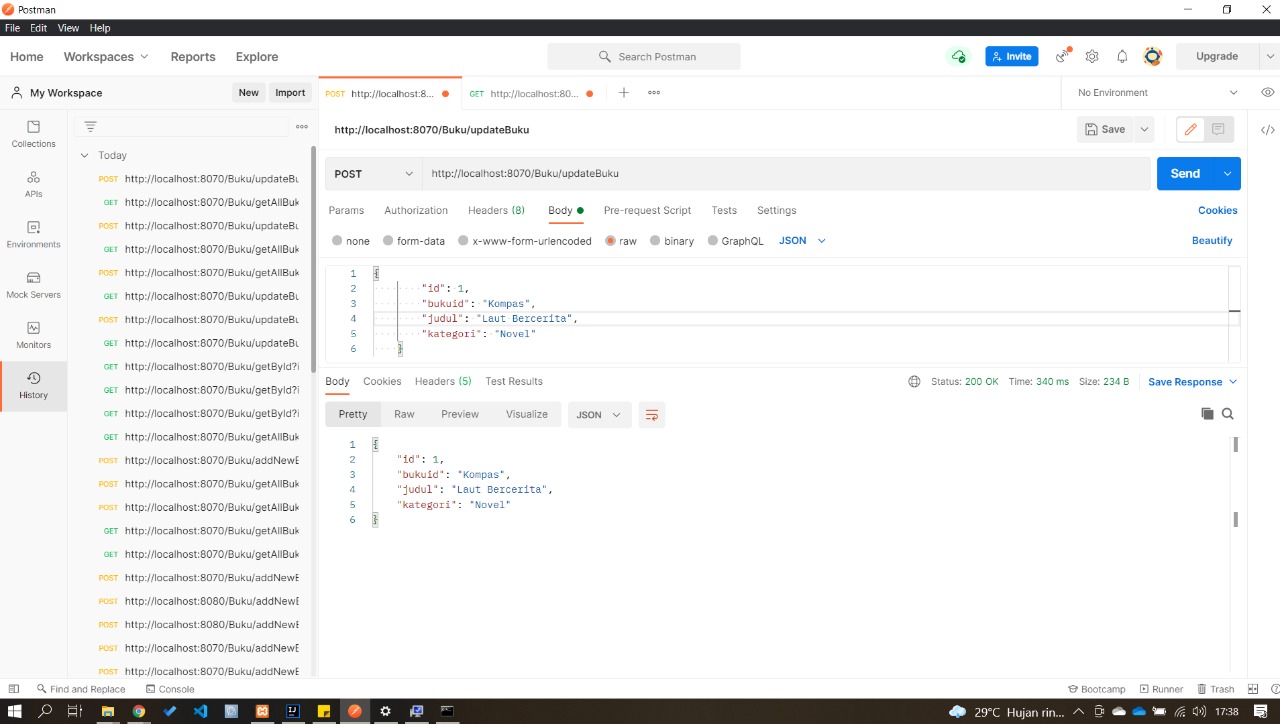 Postman
File Edit View Help
Home Workspaces Reports Explore Search Postman Invite Upgrade
My Workspace New Import POST http://localhost:8... GET http://localhost:80... No Environment
Collections
APIs
Environments
Mock Servers
Monitors
History
Today
POST http://localhost:8070/Buku/updateBu
GET http://localhost:8070/Buku/getAllBuk
POST http://localhost:8070/Buku/updateBu
GET http://localhost:8070/Buku/getAllBuk
POST http://localhost:8070/Buku/getAllBuk
GET http://localhost:8070/Buku/updateBu
POST http://localhost:8070/Buku/updateBu
GET http://localhost:8070/Buku/updateBu
GET http://localhost:8070/Buku/getById?i
GET http://localhost:8070/Buku/getById?i
GET http://localhost:8070/Buku/getById?i
GET http://localhost:8070/Buku/getAllBuk
POST http://localhost:8070/Buku/addNewB
POST http://localhost:8070/Buku/getAllBuk
POST http://localhost:8070/Buku/getAllBuk
GET http://localhost:8070/Buku/getAllBuk
GET http://localhost:8070/Buku/getAllBuk
POST http://localhost:8070/Buku/addNewB
POST http://localhost:8080/Buku/addNewB
POST http://localhost:8080/Buku/addNewB
POST http://localhost:8070/Buku/addNewB
POST http://localhost:8070/Buku/addNewB
http://localhost:8070/Buku/updateBuku Save
POST http://localhost:8070/Buku/updateBuku Send
Params Authorization Headers (8) Body Pre-request Script Tests Settings Cookies
none form-data x-www-form-urlencoded raw binary GraphQL JSON Beautify
1 {
2 "id": 1,
3 "bukuid": "Kompas",
4 "judul": "Laut Bercerita",
5 "kategori": "Novel"
6 }
Body Cookies Headers (5) Test Results Status: 200 OK Time: 340 ms Size: 234 B Save Response
Pretty Raw Preview Visualize JSON
1 {
2 "id": 1,
3 "bukuid": "Kompas",
4 "judul": "Laut Bercerita",
5 "kategori": "Novel"
6 }
Find and Replace Console Bootcamp Runner Trash
29°C Hujan rin... 17:38